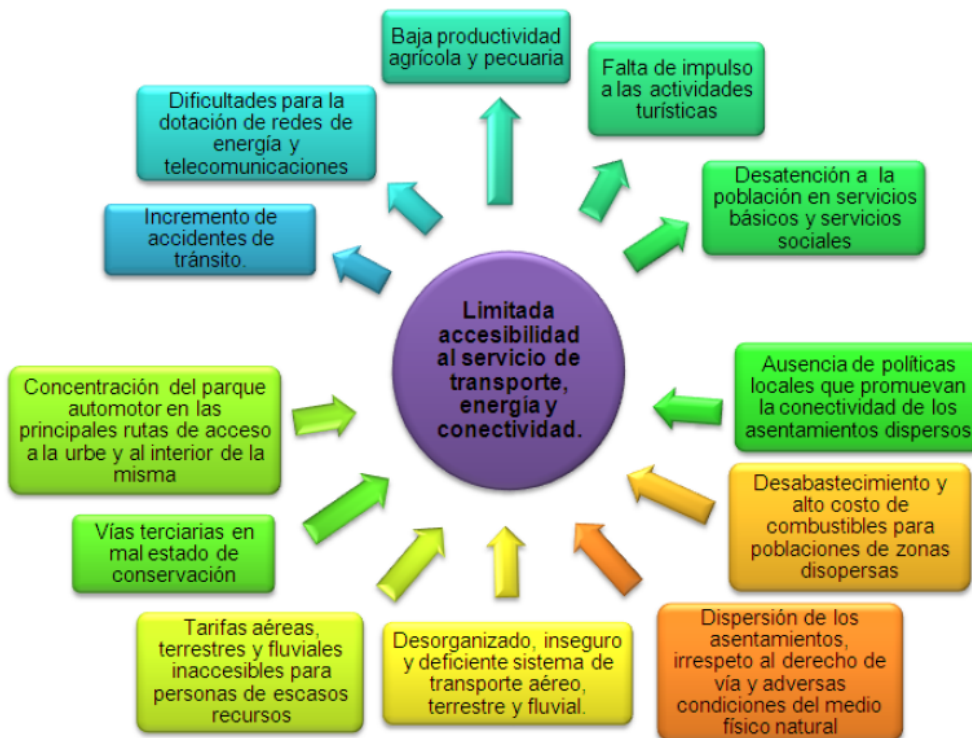 Baja productividad
agrícola y pecuaria
Falta de impulso
a las actividades
turísticas
Dificultades para la
dotación de redes de
energía y
telecomunicaciones
Desatención a la
población en servicios
básicos y servicios
sociales
Incremento de
accidentes de
tránsito.
Limitada
accesibilidad
al servicio de
transporte,
energía y
conectividad.
Concentración del parque
automotor en las
principales rutas de acceso
a la urbe y al interior de la
misma
Ausencia de políticas
locales que promuevan
la conectividad de los
asentamientos dispersos
Vías terciarias en
mal estado de
conservación
Desabastecimiento y
alto costo de
combustibles para
poblaciones de zonas
disopersas
Tarifas aéreas,
terrestres y fluviales
inaccesibles para
personas de escasos
recursos
Desorganizado, inseguro
y deficiente sistema de
transporte aéreo,
terrestre y fluvial.
Dispersión de los
asentamientos,
irrespeto al derecho de
vía y adversas
condiciones del medio
físico natural